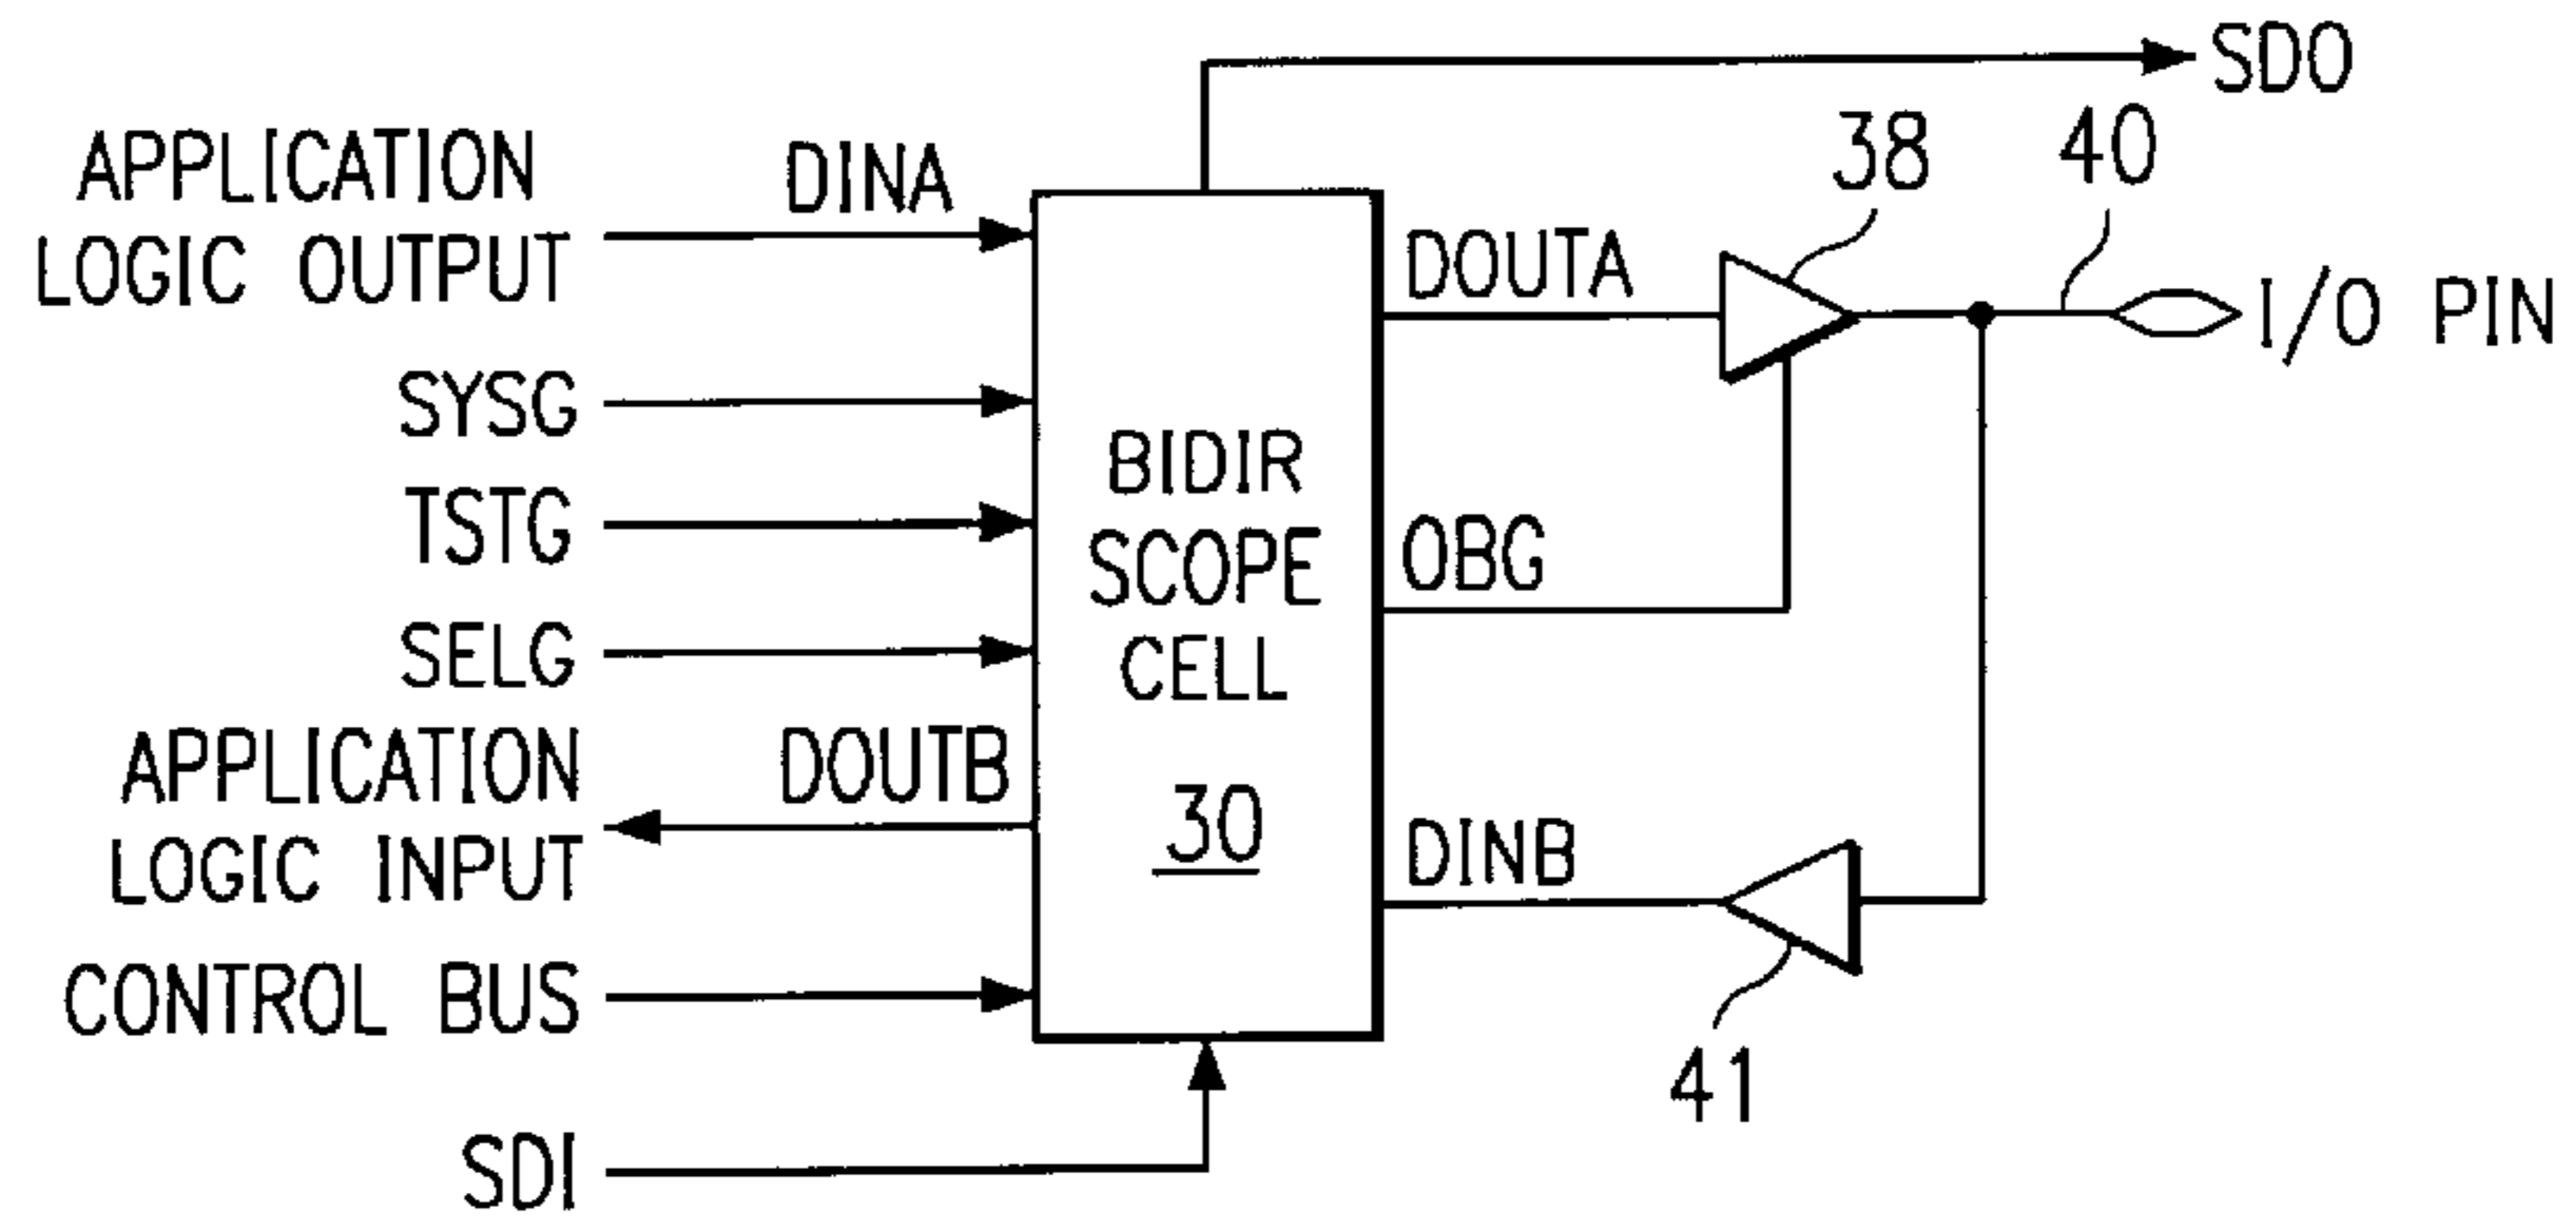 SDO
38
40
APPLICATION
LOGIC OUTPUT
DINA
DOUTA
I/O PIN
SYSG
BIDIR
SCOPE
CELL
30
TSTG
OBG
SELG
APPLICATION
LOGIC INPUT
DOUTB
DINB
CONTROL BUS
41
SDI